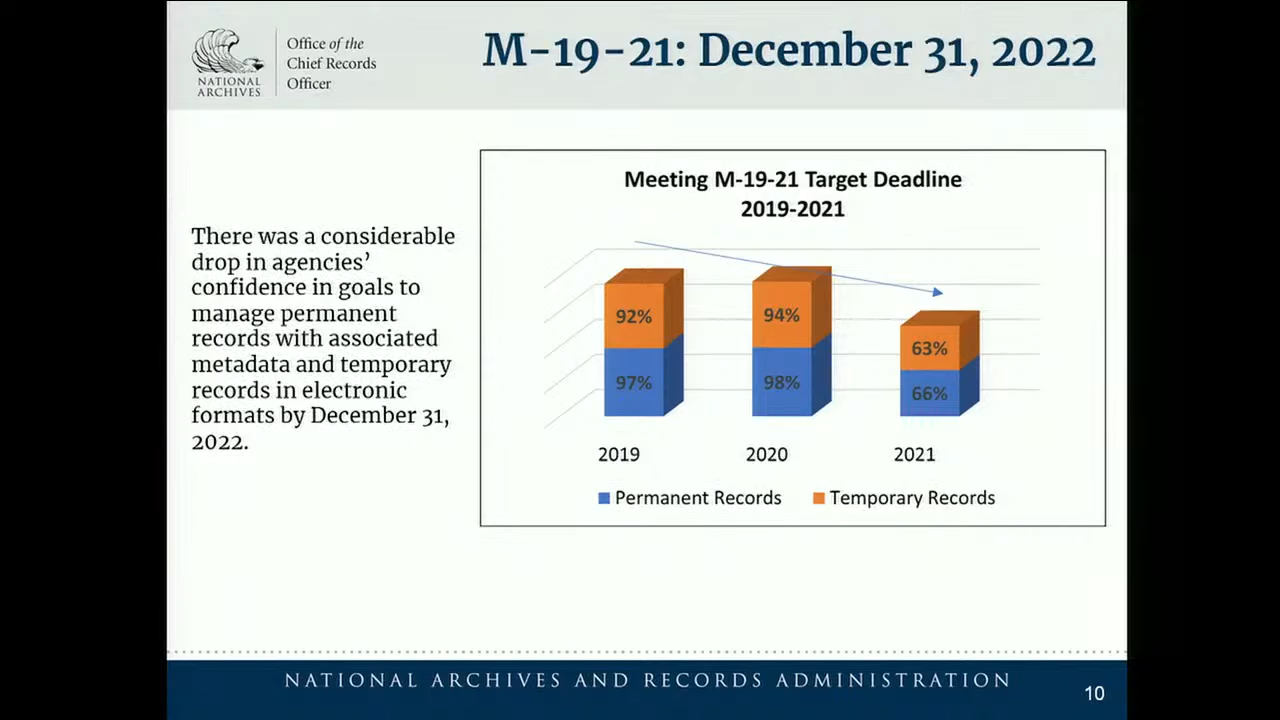 NATIONAL
ARCHIVES
Office of the
Chief Records
Officer
M-19-21: December 31, 2022
There was a considerable
drop in agencies’
confidence in goals to
manage permanent
records with associated
metadata and temporary
records in electronic
formats by December 31,
2022.
Meeting M-19-21 Target Deadline
2019-2021
92%
94%
63%
97%
98%
66%
2019
2020
2021
Permanent Records
Temporary Records
NATIONAL ARCHIVES AND RECORDS ADMINISTRATION
10